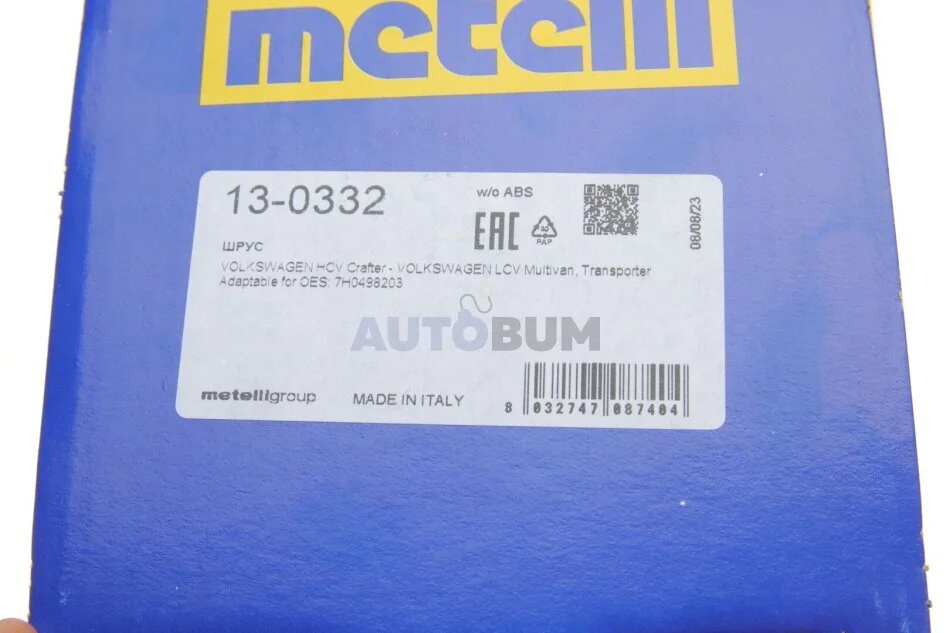 metelli
13-0332
w/o ABS
EAC
20
PAP
08/08/23
ШРУС
VOLKSWAGEN HCV Crafter - VOLKSWAGEN LCV Multivan, Transporter
Adaptable for OES: 7H0498203
AUTOBUM
metelligroup
MADE IN ITALY
8 032747 087404